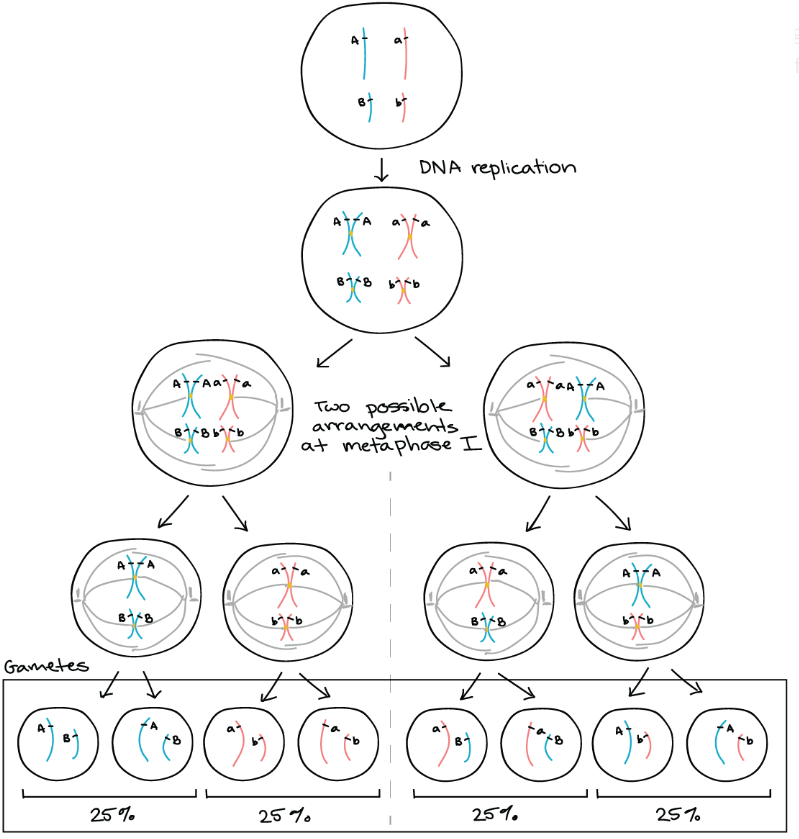 A a
B b
DNA replication
A A a a
B B b b
A A a a
B B b b
a a A A
B B b b
Two possible
arrangements
at metaphase I
A A
B B
a a
b b
a a
B B
A A
b b
Gametes
A B
A B
a b
a b
a B
a B
A b
A b
25%
25%
25%
25%